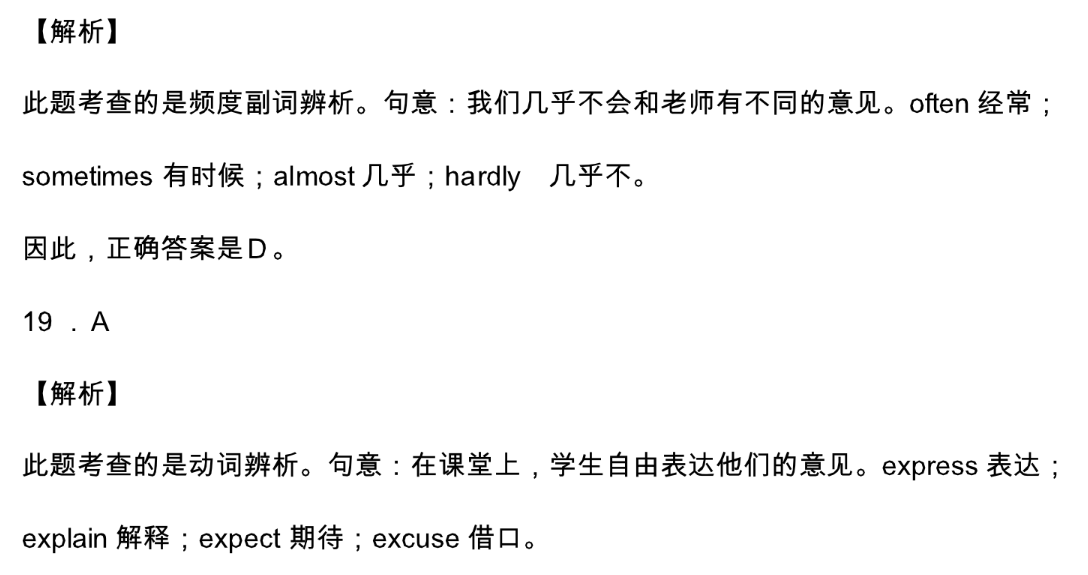 【解析】
此题考查的是频度副词辨析。句意：我们几乎不会和老师有不同的意见。often 经常；
sometimes 有时候；almost 几乎；hardly　几乎不。
因此，正确答案是D。
19 ．A
【解析】
此题考查的是动词辨析。句意：在课堂上，学生自由表达他们的意见。express 表达；
explain 解释；expect 期待；excuse 借口。